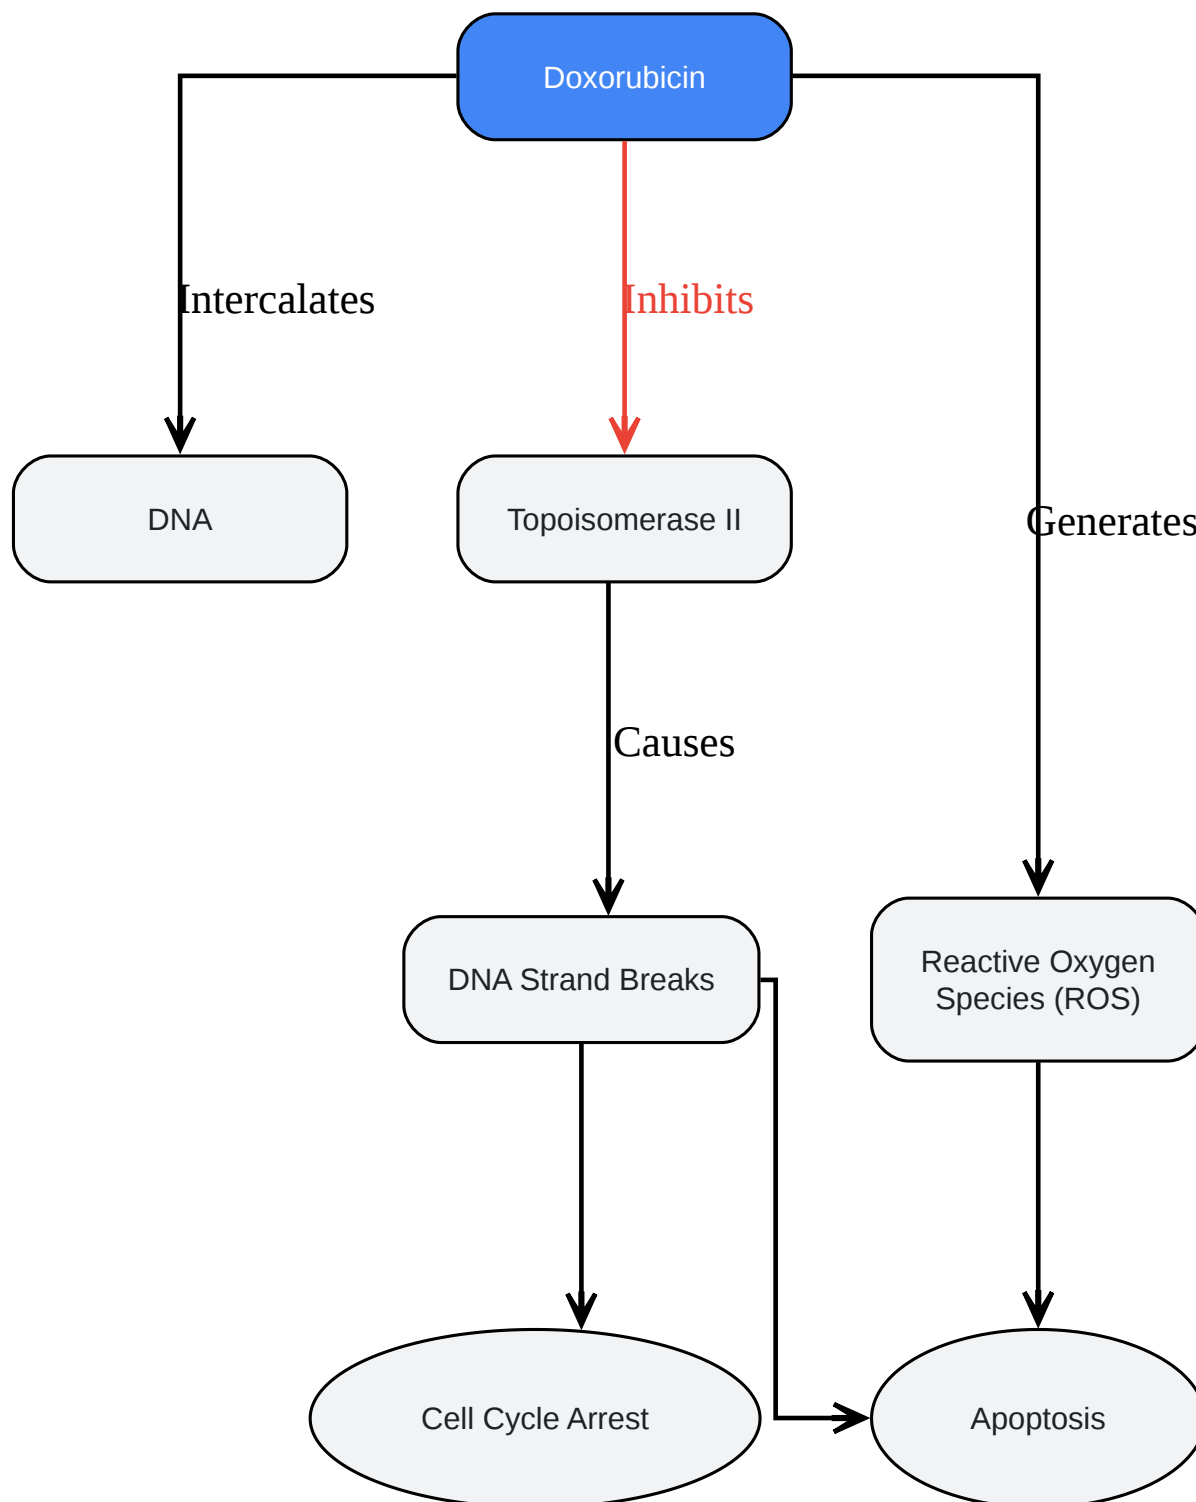 Doxorubicin
Intercalates
Inhibits
DNA
Topoisomerase II
Generates
Causes
DNA Strand Breaks
Reactive Oxygen
Species (ROS)
Cell Cycle Arrest
Apoptosis